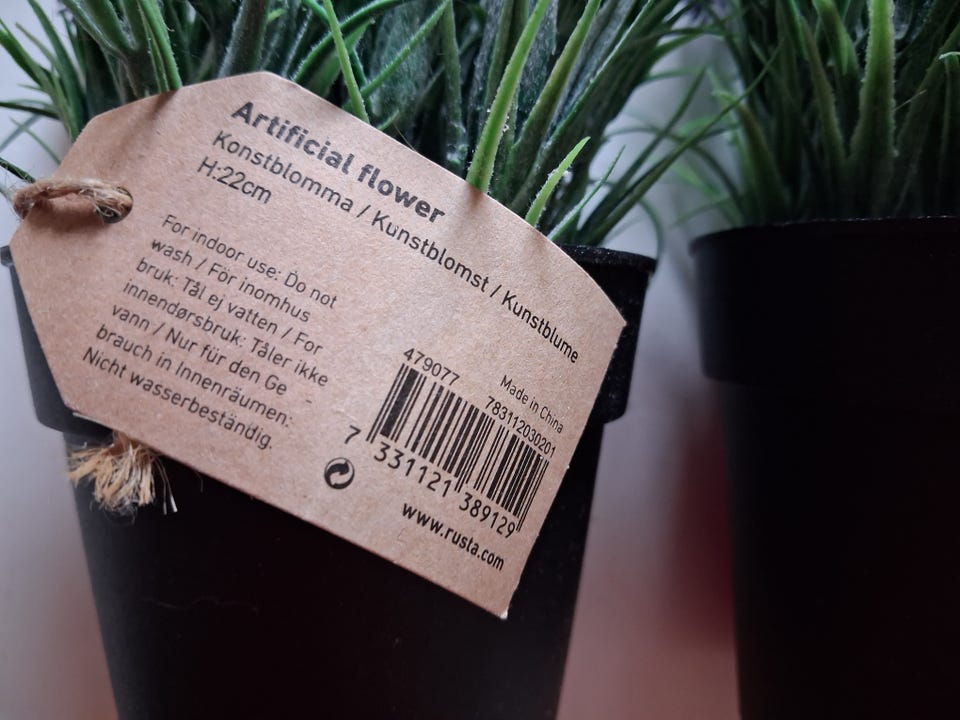 Artificial flower
Konstblomma / Kunstblomst / Kunstblume
H:22cm
For indoor use: Do not
wash / För inomhus
bruk: Tål ej vatten / For
innendørsbruk: Tåler ikke
vann / Nur für den Ge -
brauch in Innenräumen:
Nicht wasserbeständig.
479077
Made in China
783112030201
7 331121 389129
www.rusta.com